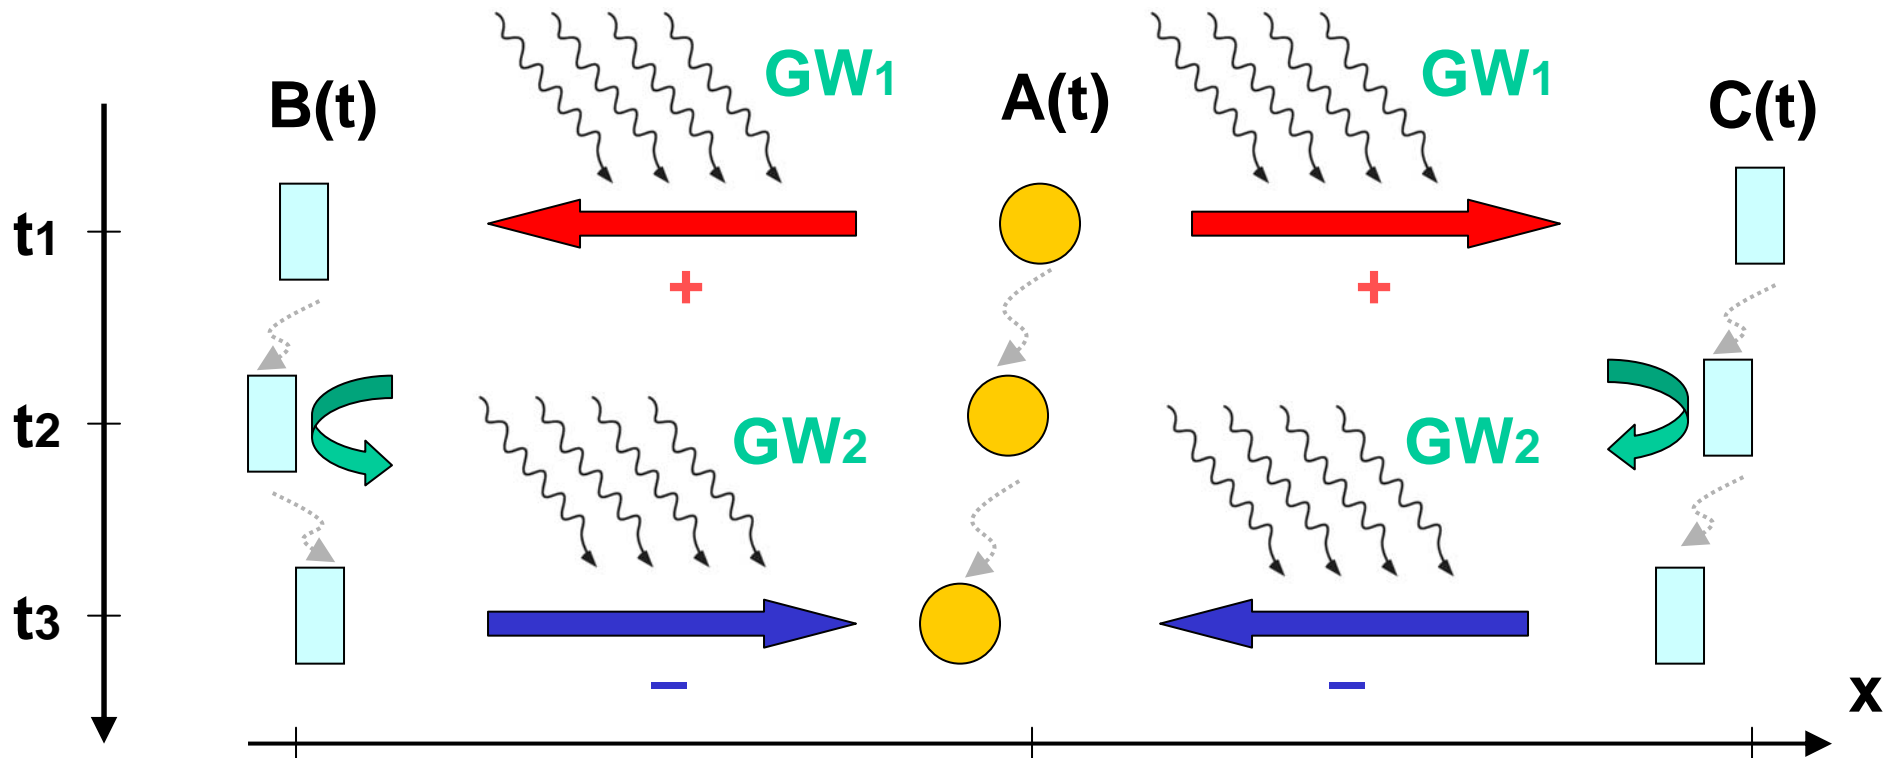 B(t) GW1 A(t) GW1 C(t)
t1
+ +
t2 GW2 GW2
t3
− −
x